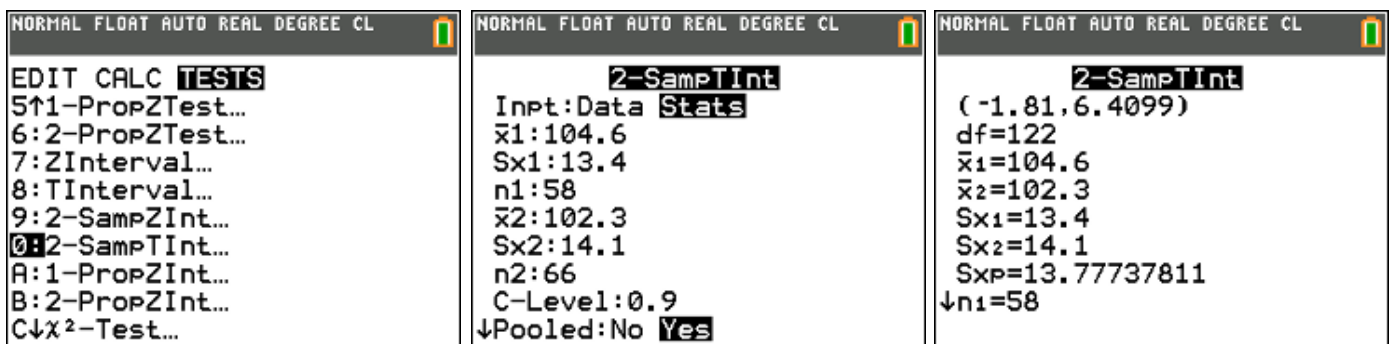 NORMAL FLOAT AUTO REAL DEGREE CL
EDIT CALC TESTS
5↑1-PropZTest…
6:2-PropZTest…
7:ZInterval…
8:TInterval…
9:2-SampZInt…
0:2-SampTInt…
A:1-PropZInt…
B:2-PropZInt…
C↓χ²-Test…
NORMAL FLOAT AUTO REAL DEGREE CL
2-SampTInt
Inpt:Data Stats
x̄1:104.6
Sx1:13.4
n1:58
x̄2:102.3
Sx2:14.1
n2:66
C-Level:0.9
↓Pooled:No Yes
NORMAL FLOAT AUTO REAL DEGREE CL
2-SampTInt
(⁻1.81,6.4099)
df=122
x̄₁=104.6
x̄₂=102.3
Sx₁=13.4
Sx₂=14.1
Sxp=13.77737811
↓n₁=58